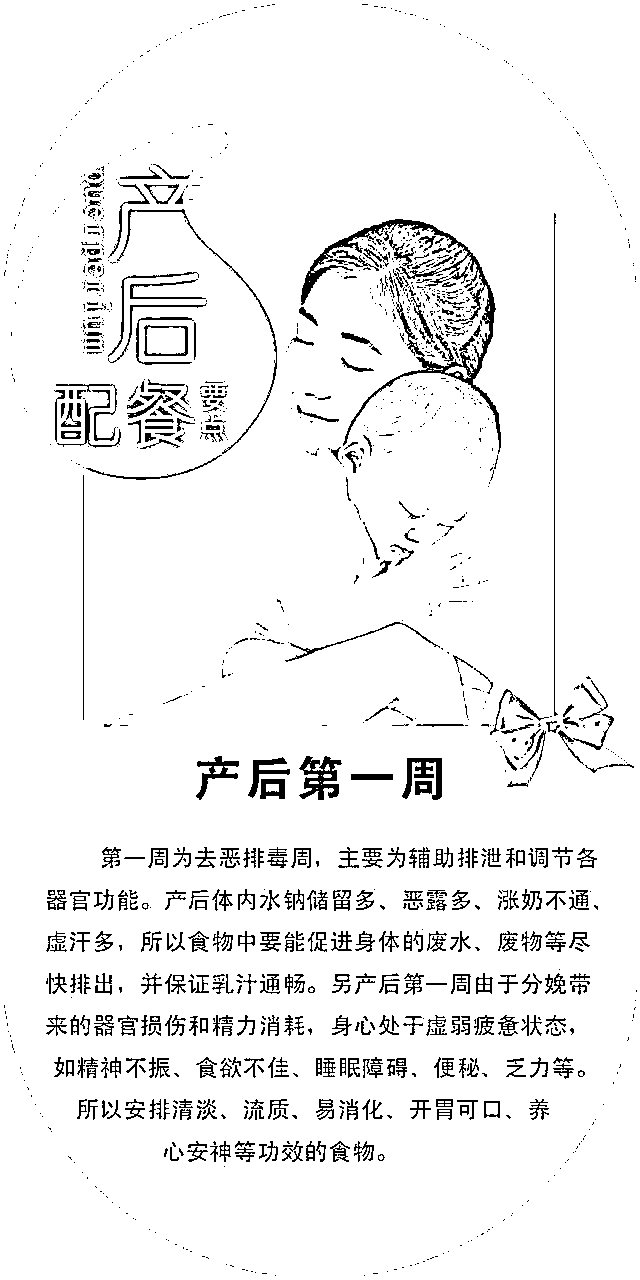 产后
配餐要点
puerperium
产后第一周
第一周为去恶排毒周，主要为辅助排泄和调节各
器官功能。产后体内水钠储留多、恶露多、涨奶不通、
虚汗多，所以食物中要能促进身体的废水、废物等尽
快排出，并保证乳汁通畅。另产后第一周由于分娩带
来的器官损伤和精力消耗，身心处于虚弱疲惫状态，
如精神不振、食欲不佳、睡眠障碍、便秘、乏力等。
所以安排清淡、流质、易消化、开胃可口、养
心安神等功效的食物。